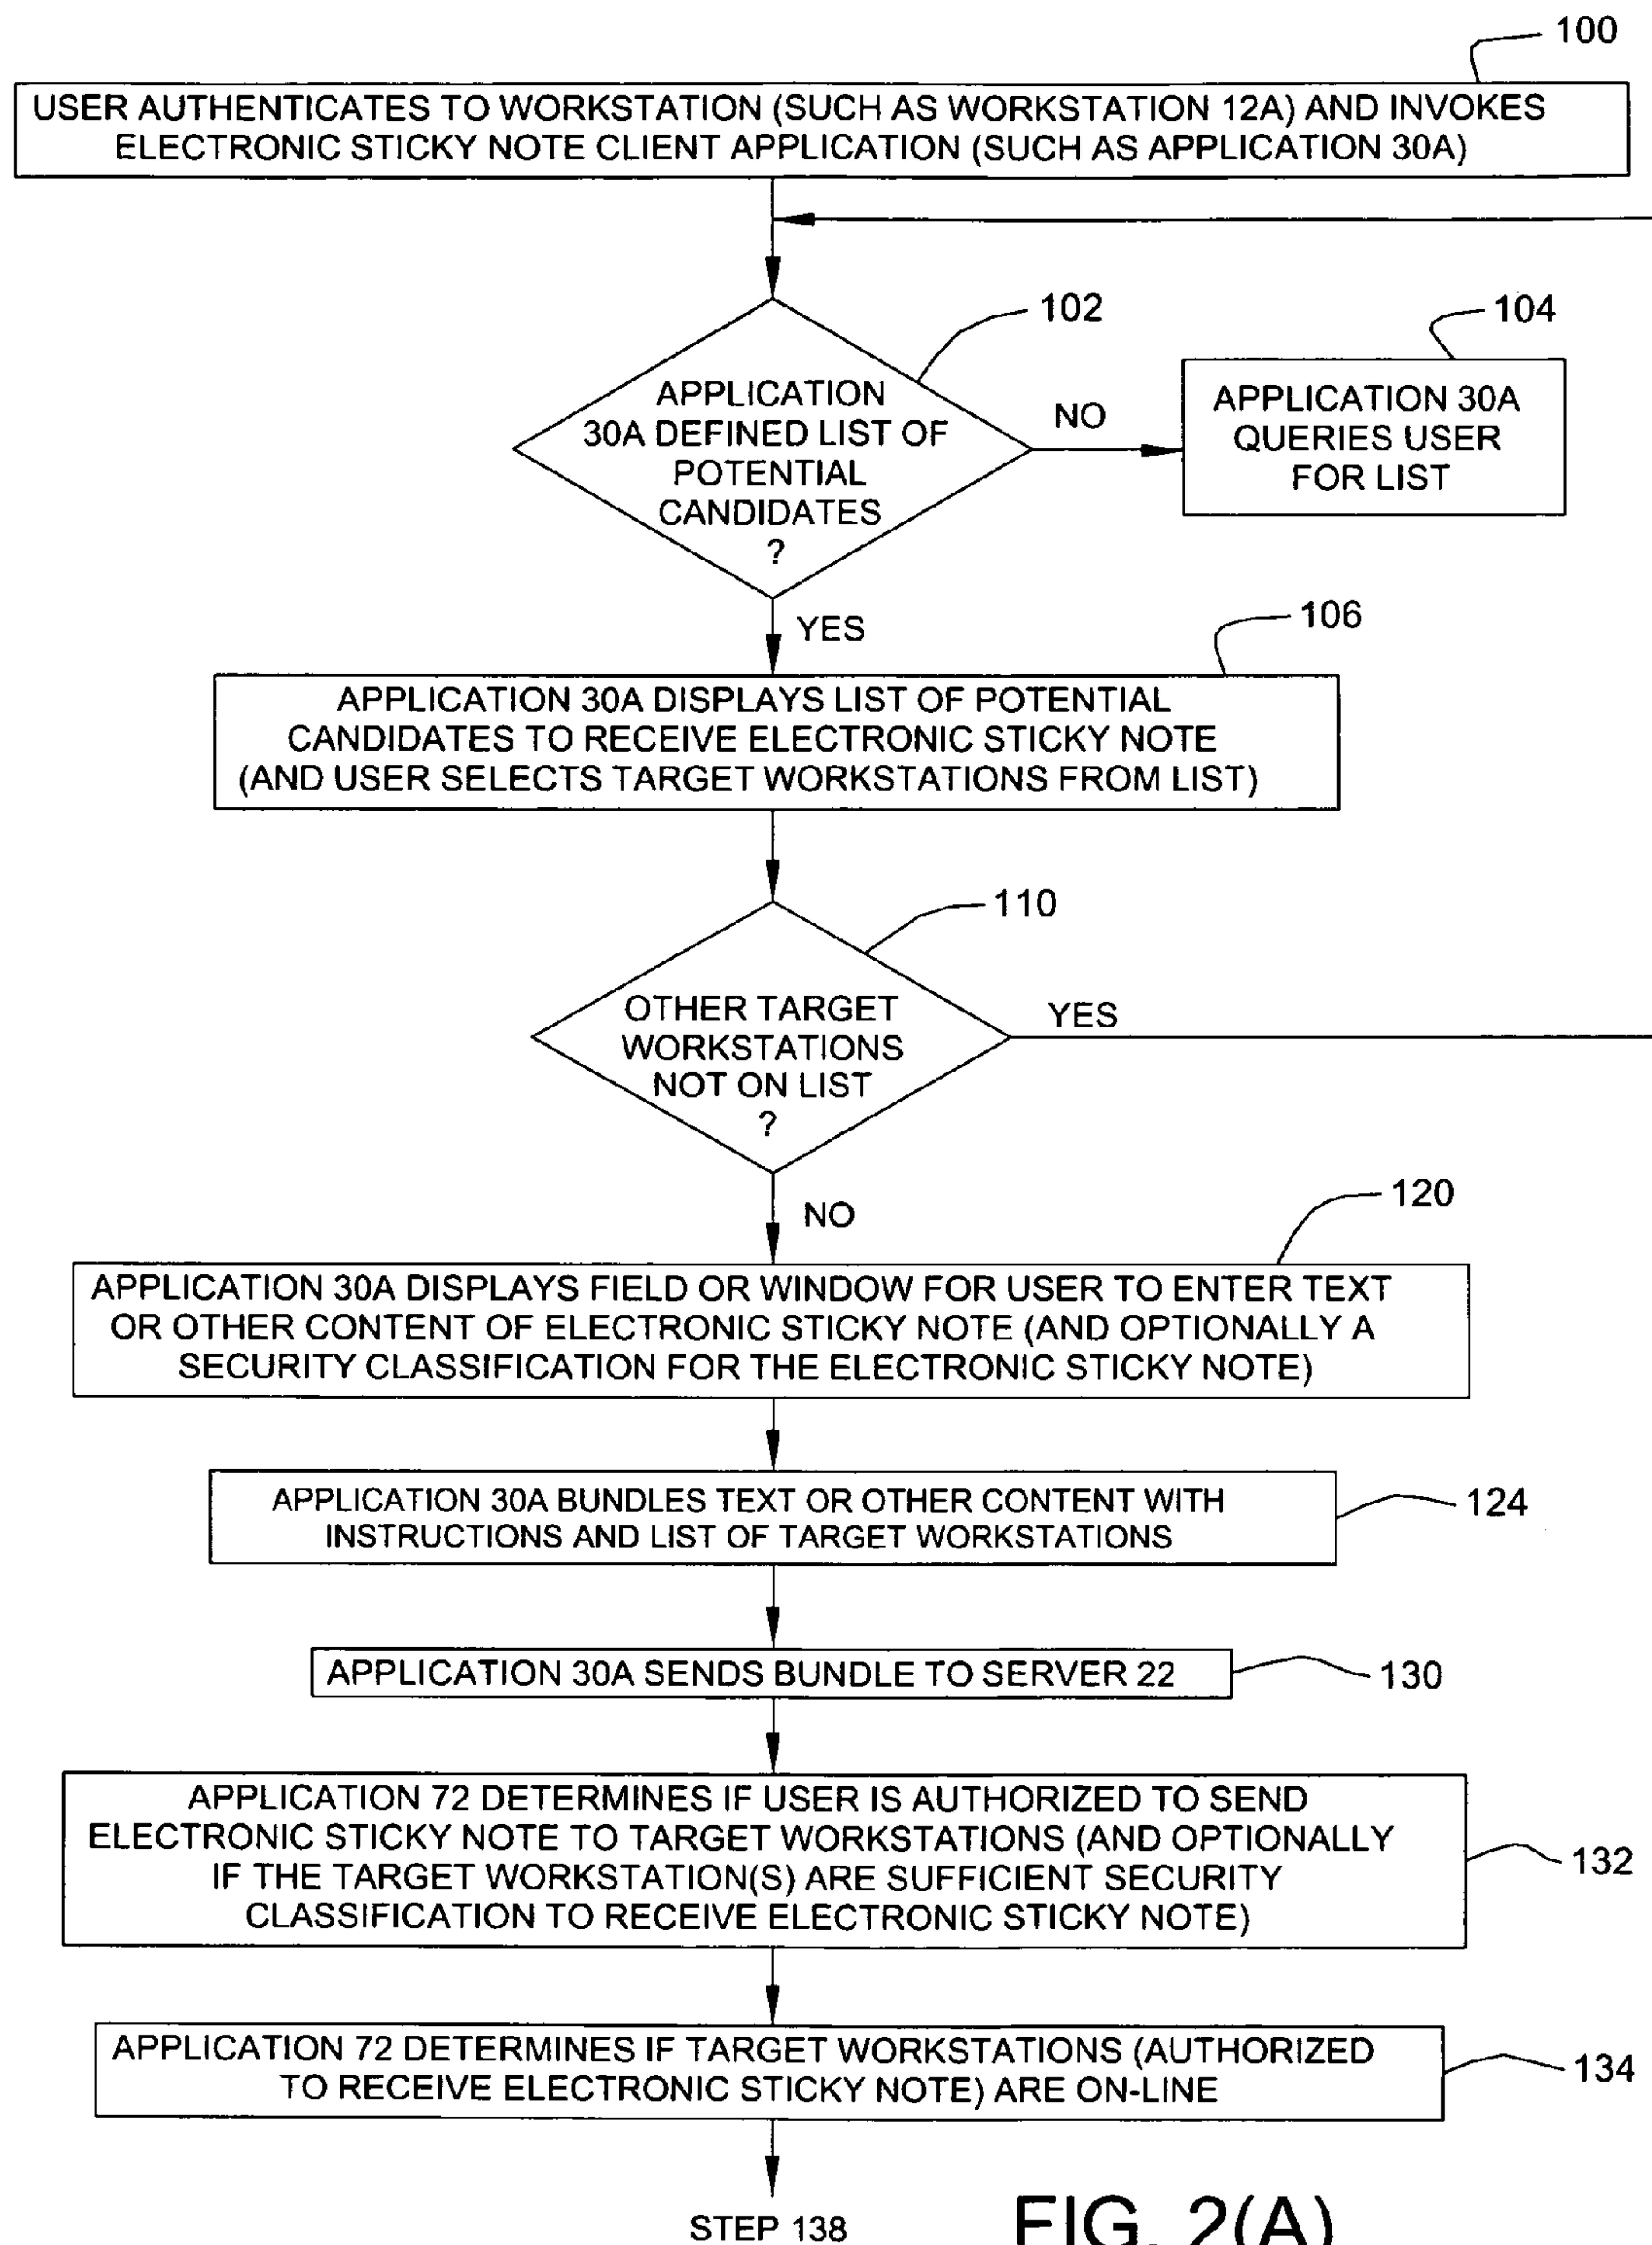 100
USER AUTHENTICATES TO WORKSTATION (SUCH AS WORKSTATION 12A) AND INVOKES
ELECTRONIC STICKY NOTE CLIENT APPLICATION (SUCH AS APPLICATION 30A)
102
APPLICATION
30A DEFINED LIST OF
POTENTIAL
CANDIDATES
?
NO
104
APPLICATION 30A
QUERIES USER
FOR LIST
YES
106
APPLICATION 30A DISPLAYS LIST OF POTENTIAL
CANDIDATES TO RECEIVE ELECTRONIC STICKY NOTE
(AND USER SELECTS TARGET WORKSTATIONS FROM LIST)
110
OTHER TARGET
WORKSTATIONS
NOT ON LIST
?
YES
NO
120
APPLICATION 30A DISPLAYS FIELD OR WINDOW FOR USER TO ENTER TEXT
OR OTHER CONTENT OF ELECTRONIC STICKY NOTE (AND OPTIONALLY A
SECURITY CLASSIFICATION FOR THE ELECTRONIC STICKY NOTE)
APPLICATION 30A BUNDLES TEXT OR OTHER CONTENT WITH
INSTRUCTIONS AND LIST OF TARGET WORKSTATIONS
124
APPLICATION 30A SENDS BUNDLE TO SERVER 22
130
APPLICATION 72 DETERMINES IF USER IS AUTHORIZED TO SEND
ELECTRONIC STICKY NOTE TO TARGET WORKSTATIONS (AND OPTIONALLY
IF THE TARGET WORKSTATION(S) ARE SUFFICIENT SECURITY
CLASSIFICATION TO RECEIVE ELECTRONIC STICKY NOTE)
132
APPLICATION 72 DETERMINES IF TARGET WORKSTATIONS (AUTHORIZED
TO RECEIVE ELECTRONIC STICKY NOTE) ARE ON-LINE
134
STEP 138
FIG. 2(A)